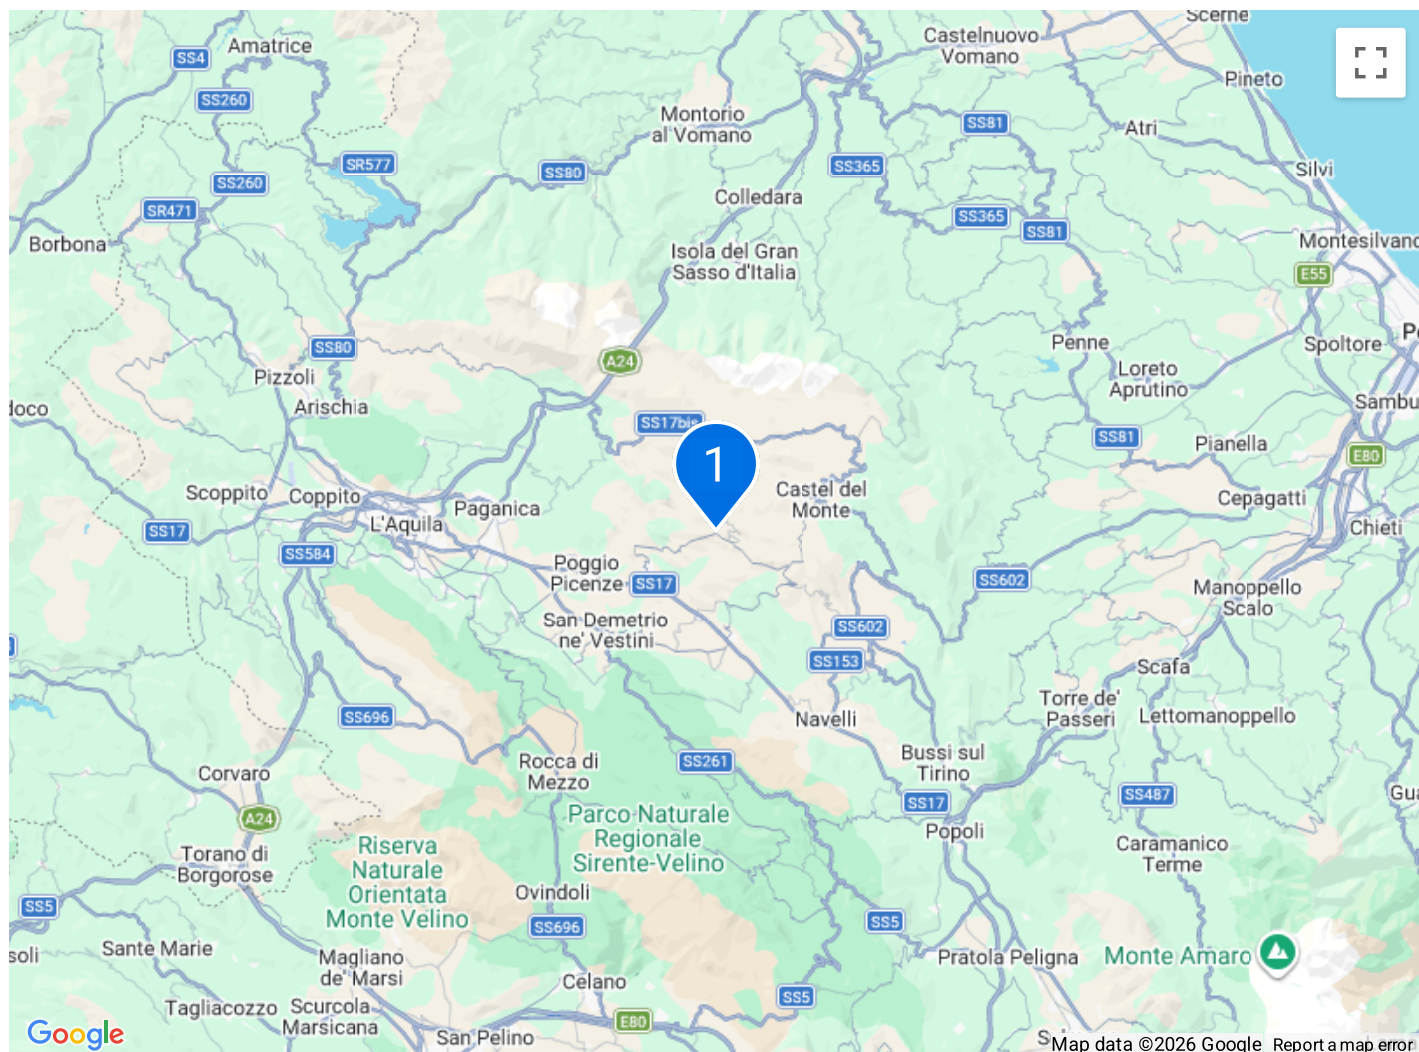 Scerne
Amatrice
SS4
Castelnuovo
Vomano
Pineto
SS260
Montorio
al Vomano
SS81
Atri
SR577
SS80
SS365
Silvi
SS260
Colledara
SR471
SS365
SS81
Borbona
Montesilvano
Isola del Gran
Sasso d'Italia
E55
SS80
A24
Penne
Spoltore
Pizzoli
Loreto
Aprutino
Arischia
doco
SS17bis
SS81
Pianella
E80
1
Scoppito
Coppito
Castel del
Monte
Cepagatti
Paganica
L'Aquila
Chieti
SS17
SS584
Poggio
Picenze
SS17
SS602
Manoppello
Scalo
San Demetrio
ne' Vestini
SS602
SS153
Scafa
SS696
Navelli
Torre de'
Passeri
Lettomanoppello
Rocca di
Mezzo
SS261
Bussi sul
Tirino
Corvaro
SS17
SS487
A24
Parco Naturale
Regionale
Sirente-Velino
Popoli
Riserva
Naturale
Orientata
Monte Velino
Caramanico
Terme
Torano di
Borgorose
Ovindoli
SS5
SS696
SS5
Sante Marie
soli
Magliano
de' Marsi
Pratola Peligna
Monte Amaro
Celano
SS5
Tagliacozzo
Scurcola
Marsicana
E80
San Pelino
Google
Map data ©2026 Google
Report a map error